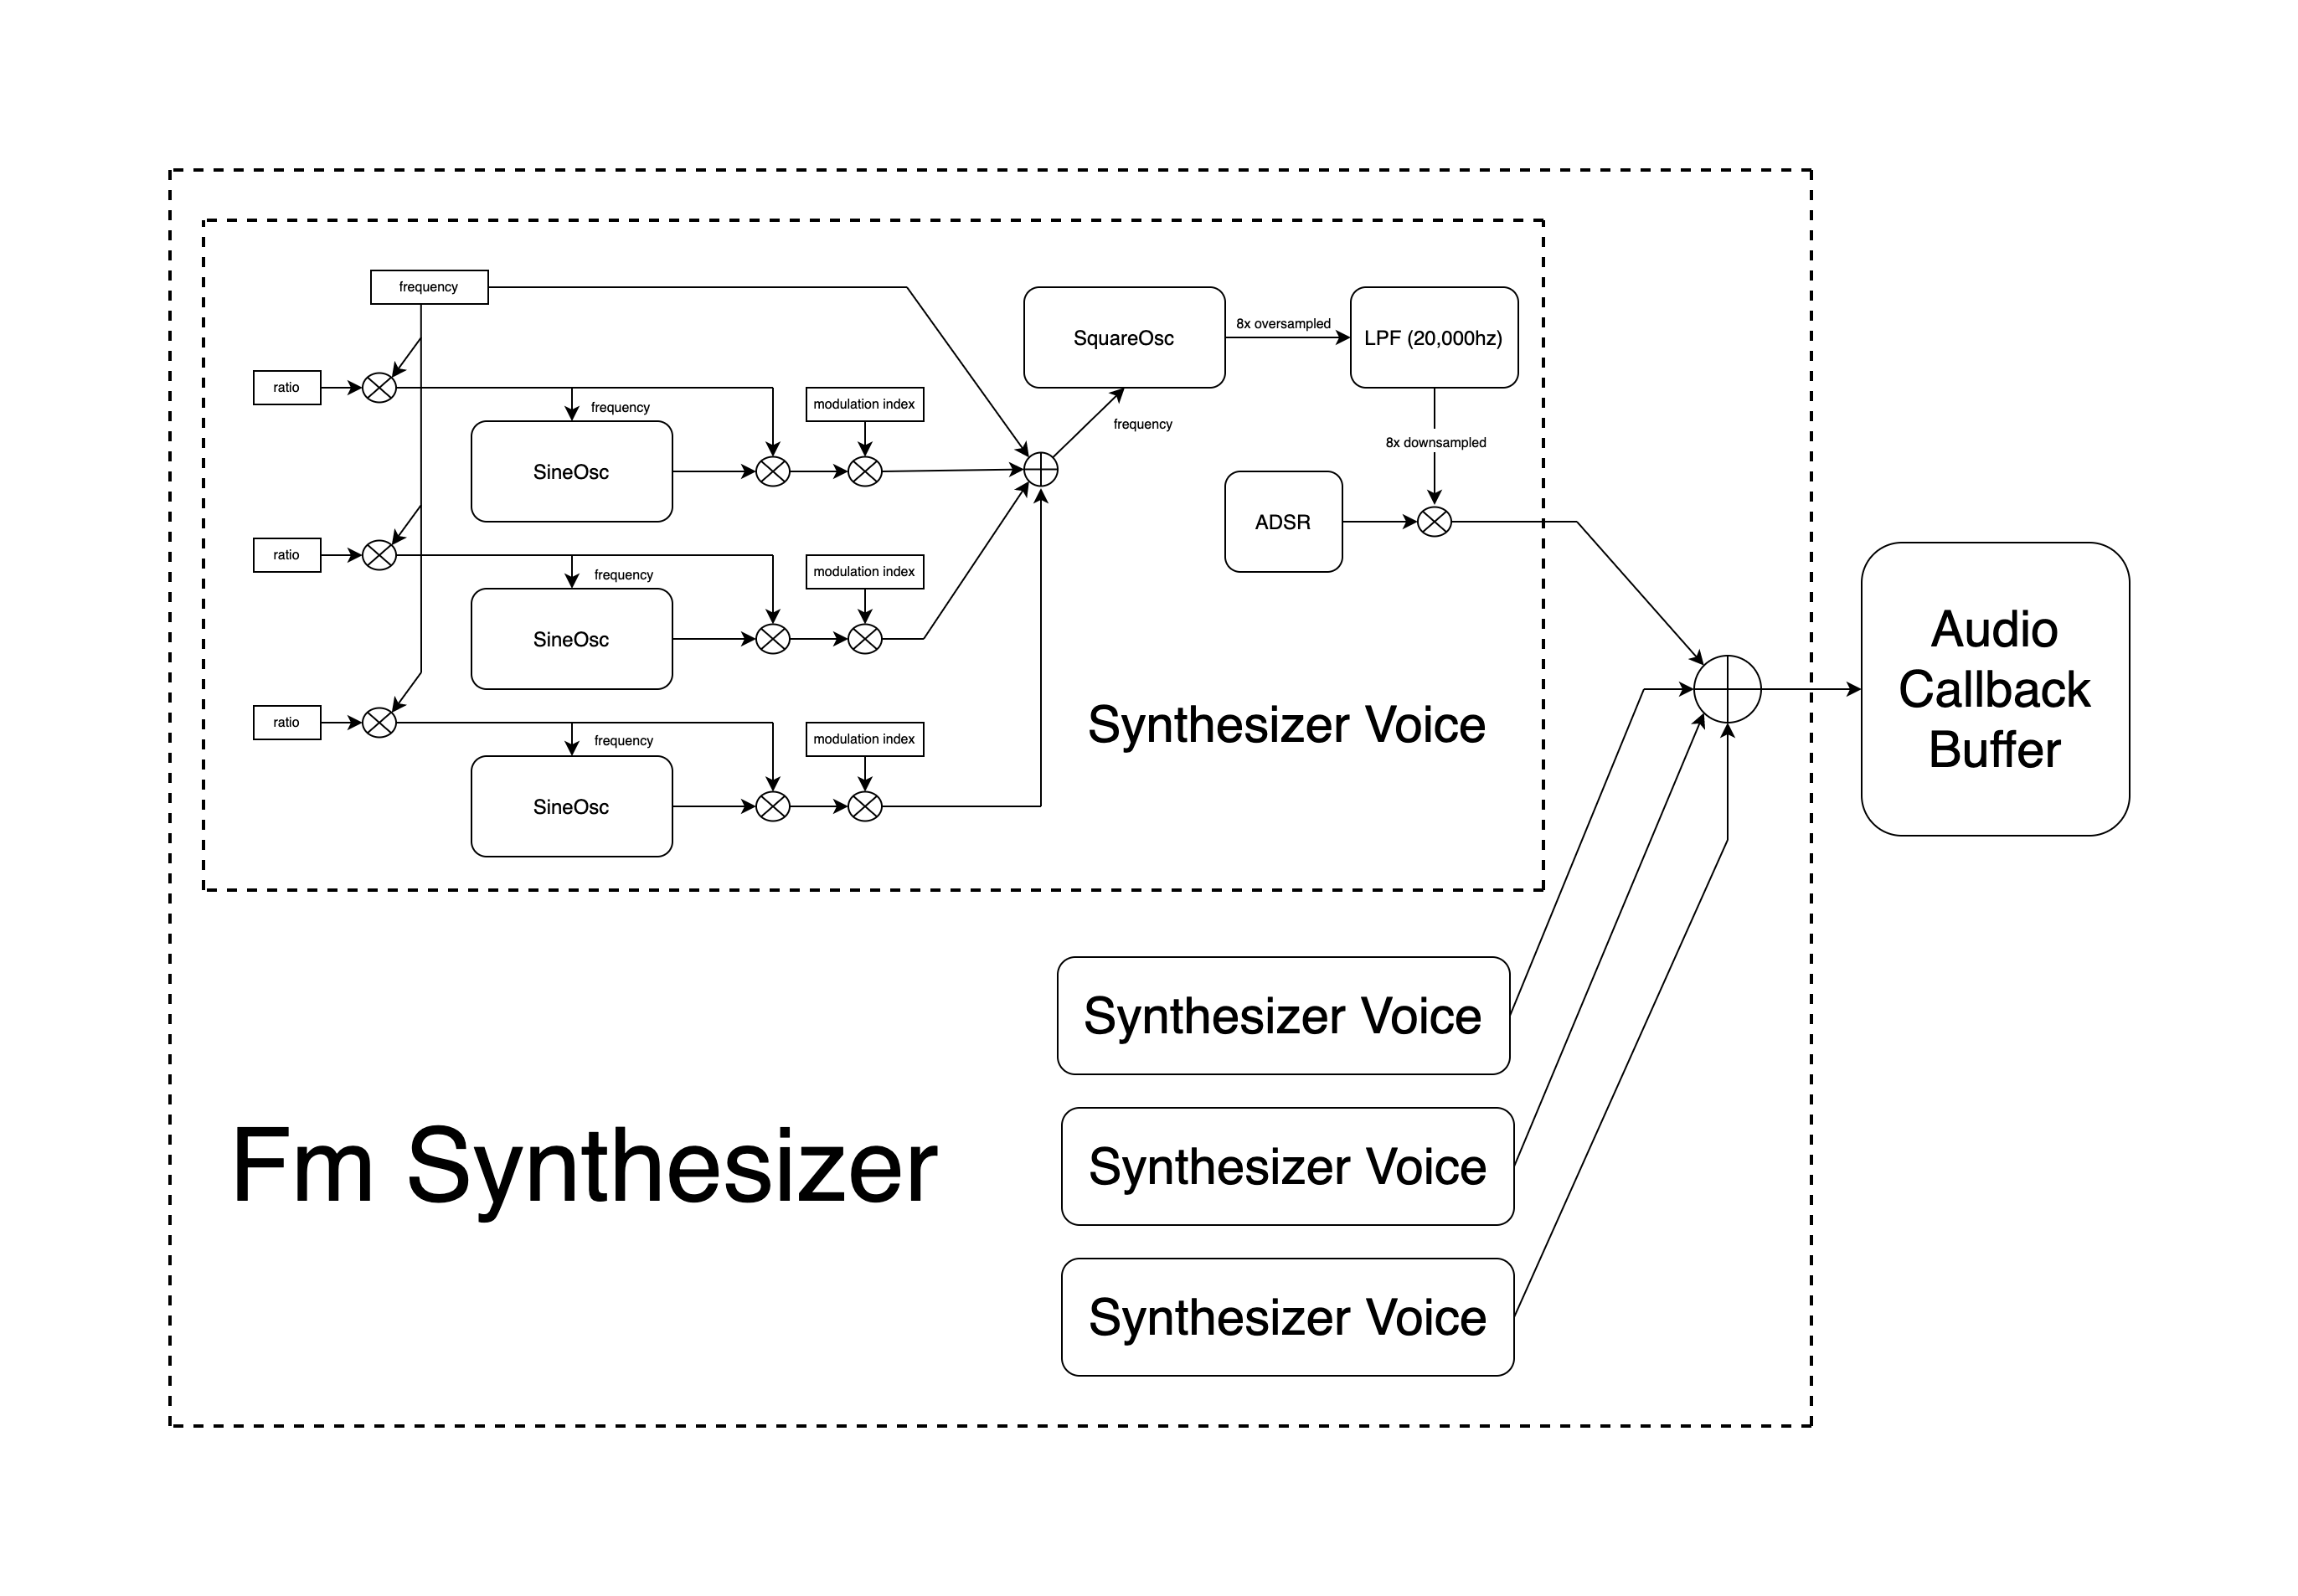 frequency
SquareOsc
8x oversampled
LPF (20,000hz)
ratio
frequency
modulation index
frequency
8x downsampled
SineOsc
ADSR
ratio
frequency
modulation index
SineOsc
Audio
Callback
Buffer
ratio
frequency
modulation index
Synthesizer Voice
SineOsc
Synthesizer Voice
Fm Synthesizer
Synthesizer Voice
Synthesizer Voice